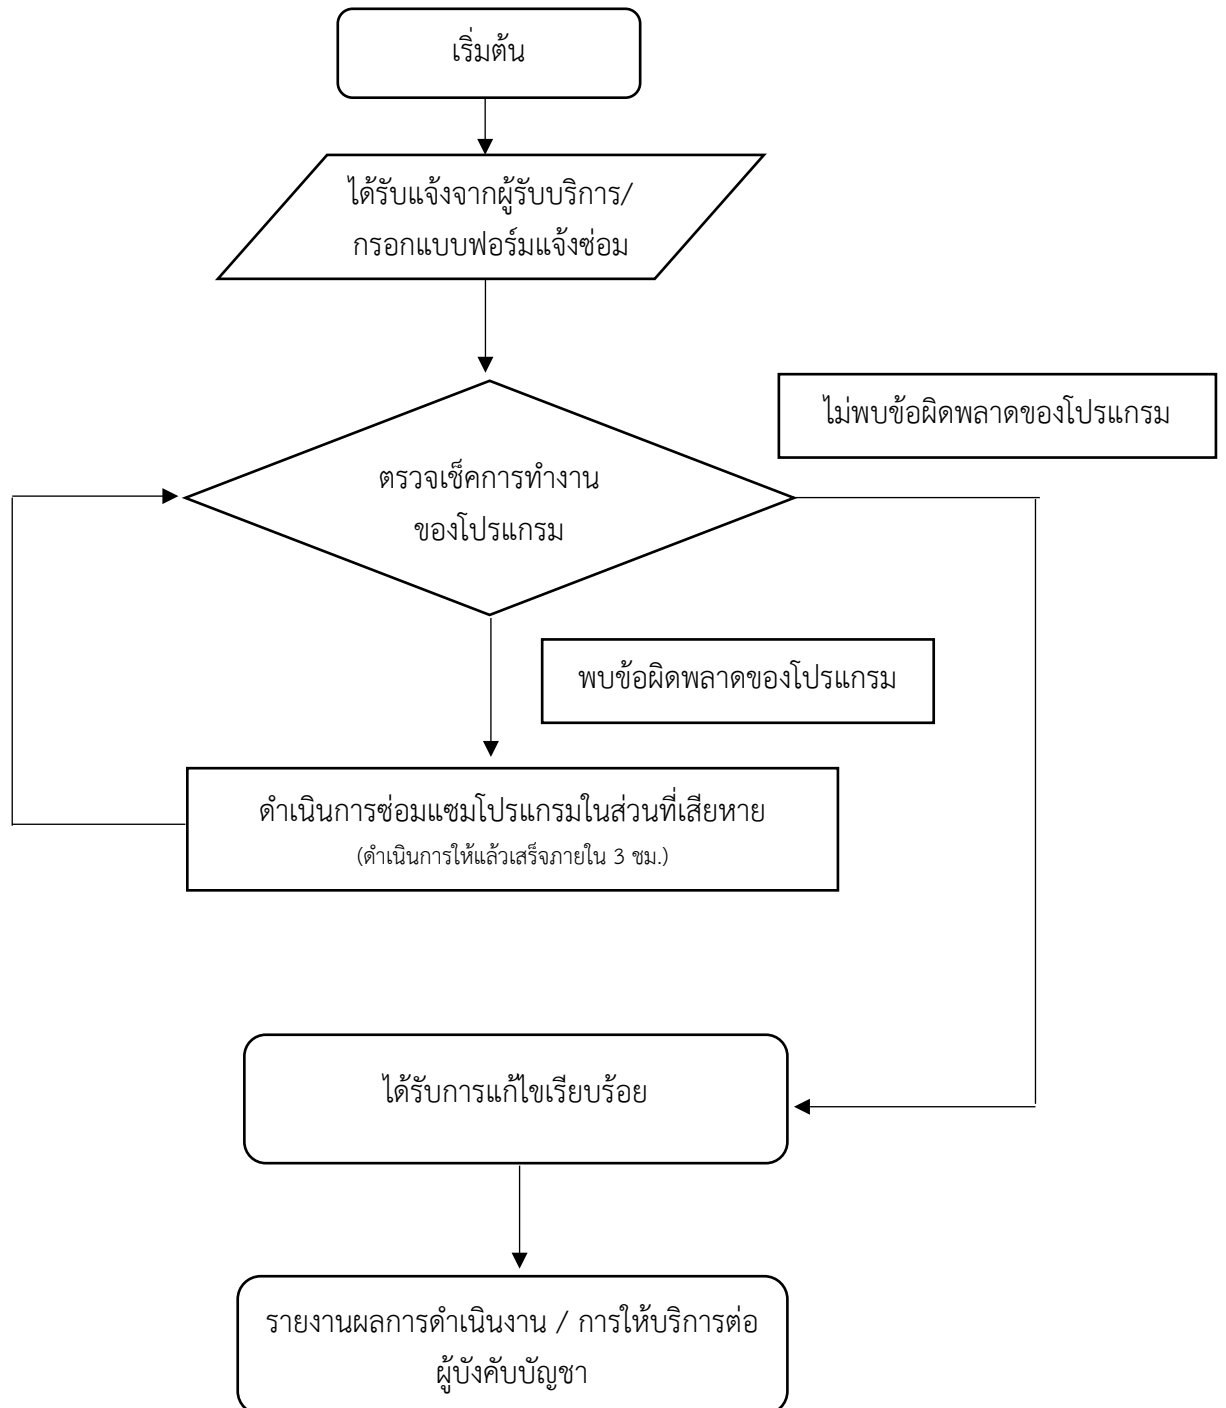 เริ่มต้น
ได้รับแจ้งจากผู้รับบริการ/
กรอกแบบฟอร์มแจ้งซ่อม
ไม่พบข้อผิดพลาดของโปรแกรม
ตรวจเช็คการทำงาน
ของโปรแกรม
พบข้อผิดพลาดของโปรแกรม
ดำเนินการซ่อมแซมโปรแกรมในส่วนที่เสียหาย
(ดำเนินการให้แล้วเสร็จภายใน 3 ชม.)
ได้รับการแก้ไขเรียบร้อย
รายงานผลการดำเนินงาน / การให้บริการต่อ
ผู้บังคับบัญชา